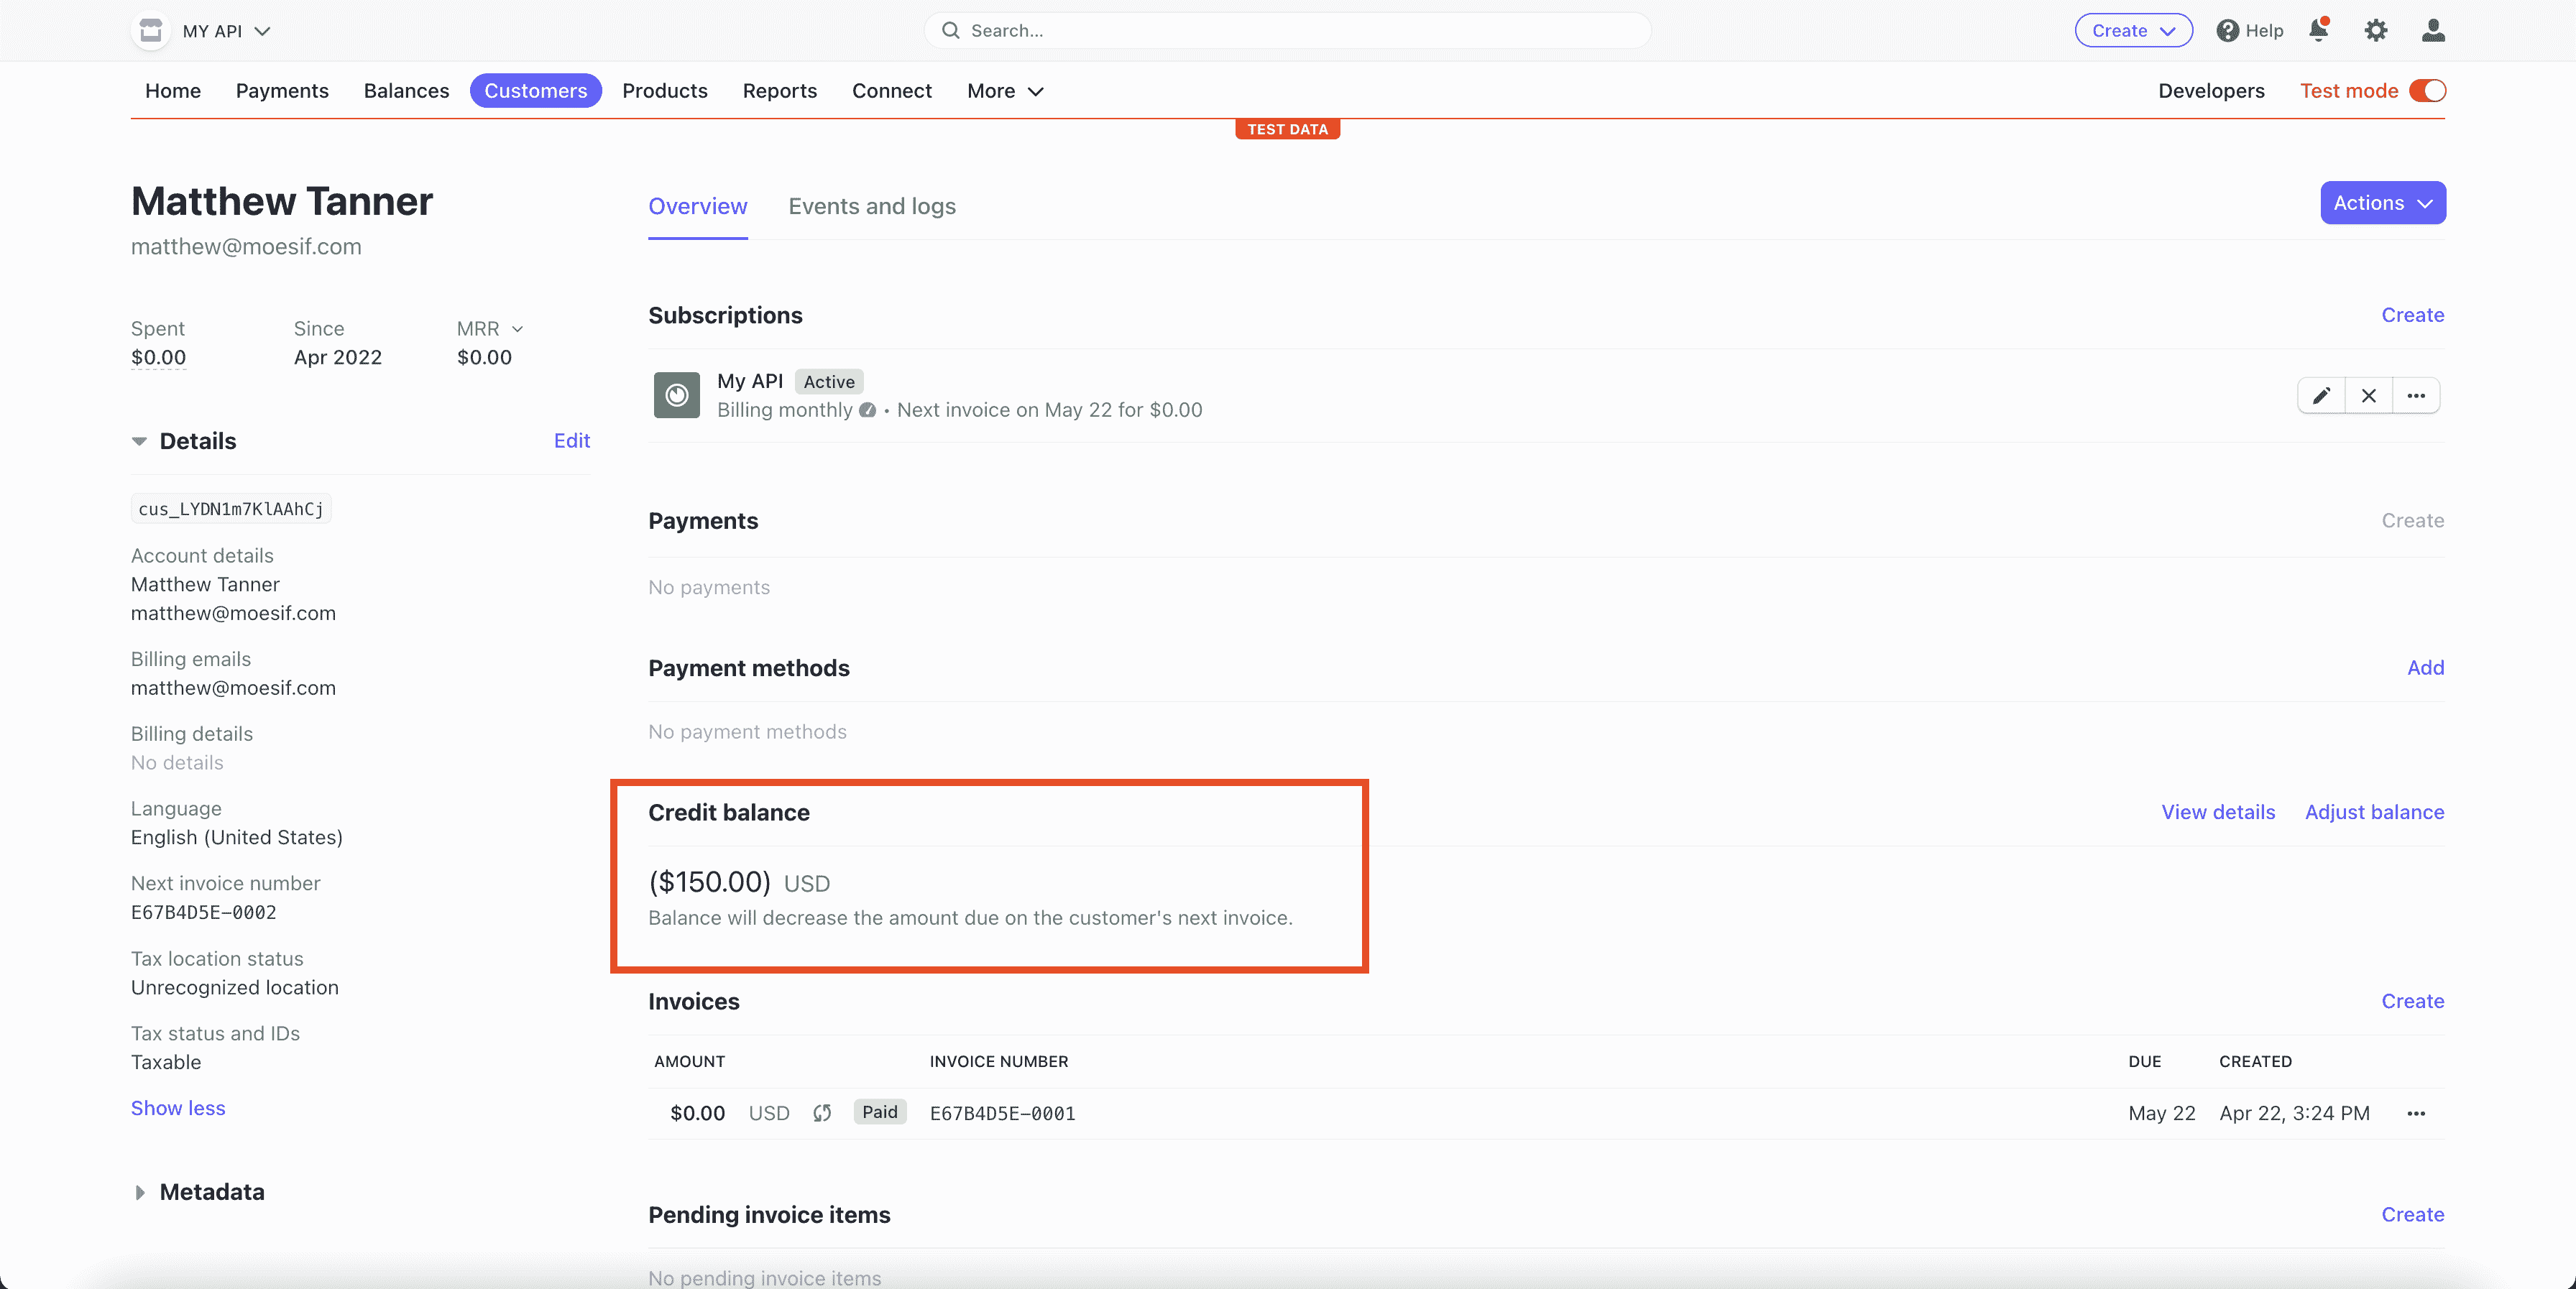 MY API
Search...
Create
Help
Home
Payments
Balances
Customers
Products
Reports
Connect
More
Developers
Test mode
TEST DATA
Matthew Tanner
matthew@moesif.com
Spent
Since
MRR
$0.00
Apr 2022
$0.00
Details
Edit
cus_LYDN1m7KlAAhCj
Account details
Matthew Tanner
matthew@moesif.com
Billing emails
matthew@moesif.com
Billing details
No details
Language
English (United States)
Next invoice number
E67B4D5E-0002
Tax location status
Unrecognized location
Tax status and IDs
Taxable
Show less
Metadata
Overview
Events and logs
Actions
Subscriptions
Create
My API
Active
Billing monthly • Next invoice on May 22 for $0.00
Payments
Create
No payments
Payment methods
Add
No payment methods
Credit balance
View details
Adjust balance
($150.00) USD
Balance will decrease the amount due on the customer's next invoice.
Invoices
Create
AMOUNT
INVOICE NUMBER
DUE
CREATED
$0.00 USD
Paid
E67B4D5E-0001
May 22
Apr 22, 3:24 PM
Pending invoice items
Create
No pending invoice items